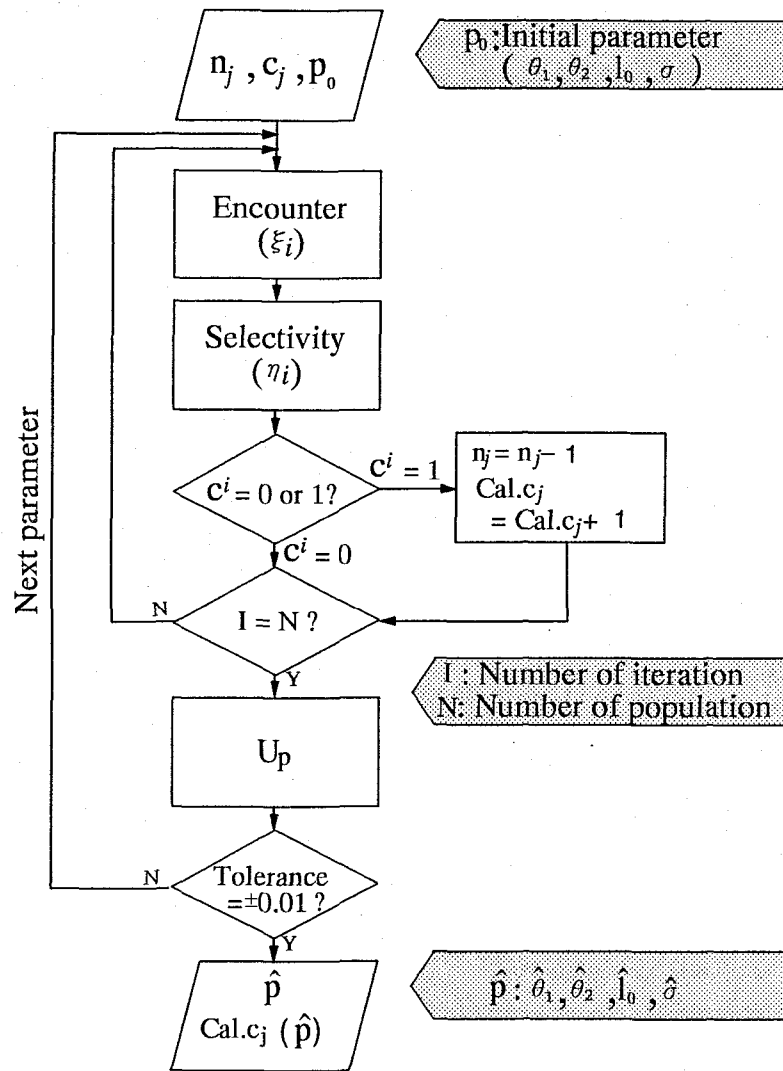 n_j , c_j , p_0
p_0:Initial parameter
( θ_1, θ_2 , l_0 , σ )
Encounter
(ξ_i)
Selectivity
(η_i)
c^i = 0 or 1?
c^i = 1
n_j = n_j − 1
Cal.c_j
= Cal.c_j + 1
c^i = 0
I = N ?
N
Y
Next parameter
I : Number of iteration
N: Number of population
U_p
Tolerance
=±0.01 ?
N
Y
p̂
Cal.c_j (p̂)
p̂ : θ̂_1, θ̂_2 , l̂_0 , σ̂